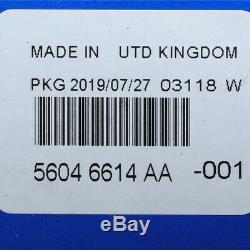 MADE IN UTD KINGDOM
PKG 2019/07/27 03118 W
5604 6614 AA -001